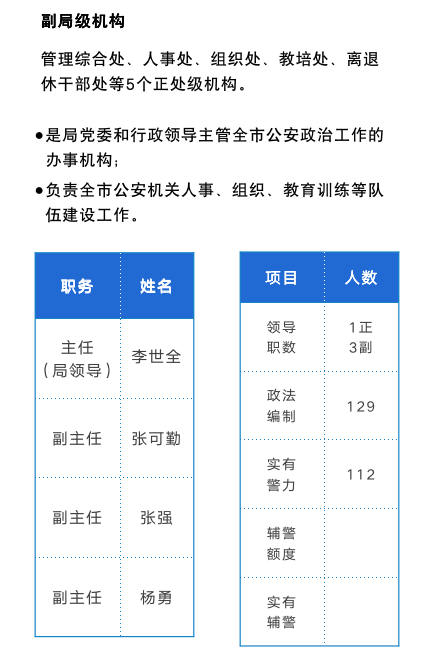 副局级机构
管理综合处、人事处、组织处、教培处、离退
休干部处等5个正处级机构。
●是局党委和行政领导主管全市公安政治工作的
办事机构；
●负责全市公安机关人事、组织、教育训练等队
伍建设工作。
职务 姓名
主任
（局领导） 李世全
副主任 张可勤
副主任 张强
副主任 杨勇
项目 人数
领导 1正
职数 3副
政法
编制 129
实有
警力 112
辅警
额度
实有
辅警